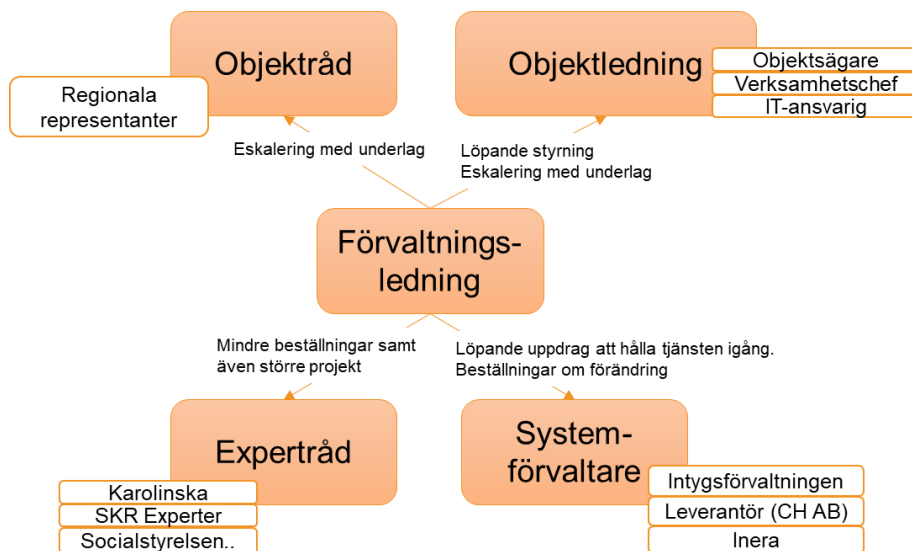 Objektråd
Regionala
representanter
Objektledning
Objektsägare
Verksamhetschef
IT-ansvarig
Eskalering med underlag
Löpande styrning
Eskalering med underlag
Förvaltnings-
ledning
Mindre beställningar samt
även större projekt
Löpande uppdrag att hålla tjänsten igång.
Beställningar om förändring
Expertråd
Karolinska
SKR Experter
Socialstyrelsen..
System-
förvaltare
Intygsförvaltningen
Leverantör (CH AB)
Inera